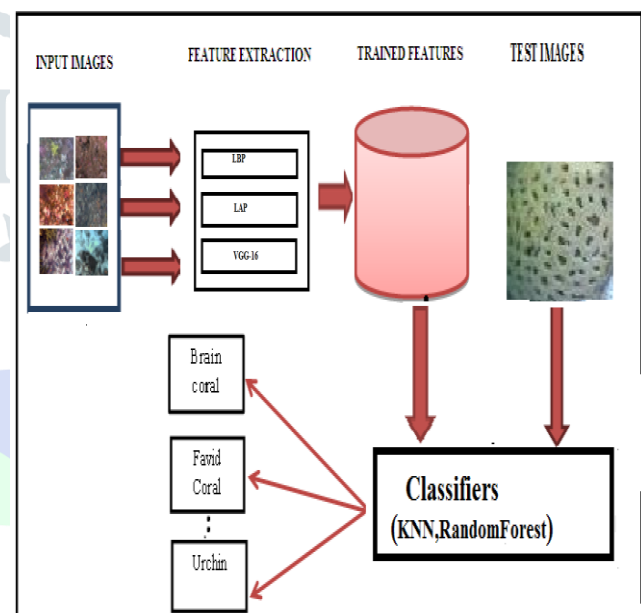 INPUT IMAGES
FEATURE EXTRACTION
TRAINED FEATURES
TEST IMAGES
LBP
LAP
VGG-16
Brain
coral
Favid
Coral
Urchin
Classifiers
(KNN,RandomForest)